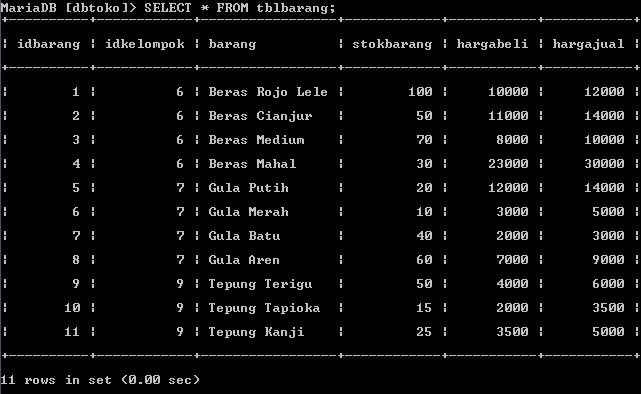 MariaDB [dbtoko]> SELECT * FROM tblbarang;
+----------+------------+-----------------+------------+----------+-----------+
¦ idbarang ¦ idkelompok ¦ barang          ¦ stokbarang ¦ hargabeli ¦ hargajual ¦
+----------+------------+-----------------+------------+----------+-----------+
¦        1 ¦          6 ¦ Beras Rojo Lele ¦        100 ¦     10000 ¦     12000 ¦
¦        2 ¦          6 ¦ Beras Cianjur   ¦         50 ¦     11000 ¦     14000 ¦
¦        3 ¦          6 ¦ Beras Medium    ¦         70 ¦      8000 ¦     10000 ¦
¦        4 ¦          6 ¦ Beras Mahal     ¦         30 ¦     23000 ¦     30000 ¦
¦        5 ¦          7 ¦ Gula Putih      ¦         20 ¦     12000 ¦     14000 ¦
¦        6 ¦          7 ¦ Gula Merah      ¦         10 ¦      3000 ¦      5000 ¦
¦        7 ¦          7 ¦ Gula Batu       ¦         40 ¦      2000 ¦      3000 ¦
¦        8 ¦          7 ¦ Gula Aren       ¦         60 ¦      7000 ¦      9000 ¦
¦        9 ¦          9 ¦ Tepung Terigu   ¦         50 ¦      4000 ¦      6000 ¦
¦       10 ¦          9 ¦ Tepung Tapioka  ¦         15 ¦      2000 ¦      3500 ¦
¦       11 ¦          9 ¦ Tepung Kanji    ¦         25 ¦      3500 ¦      5000 ¦
+----------+------------+-----------------+------------+----------+-----------+
11 rows in set (0.00 sec)